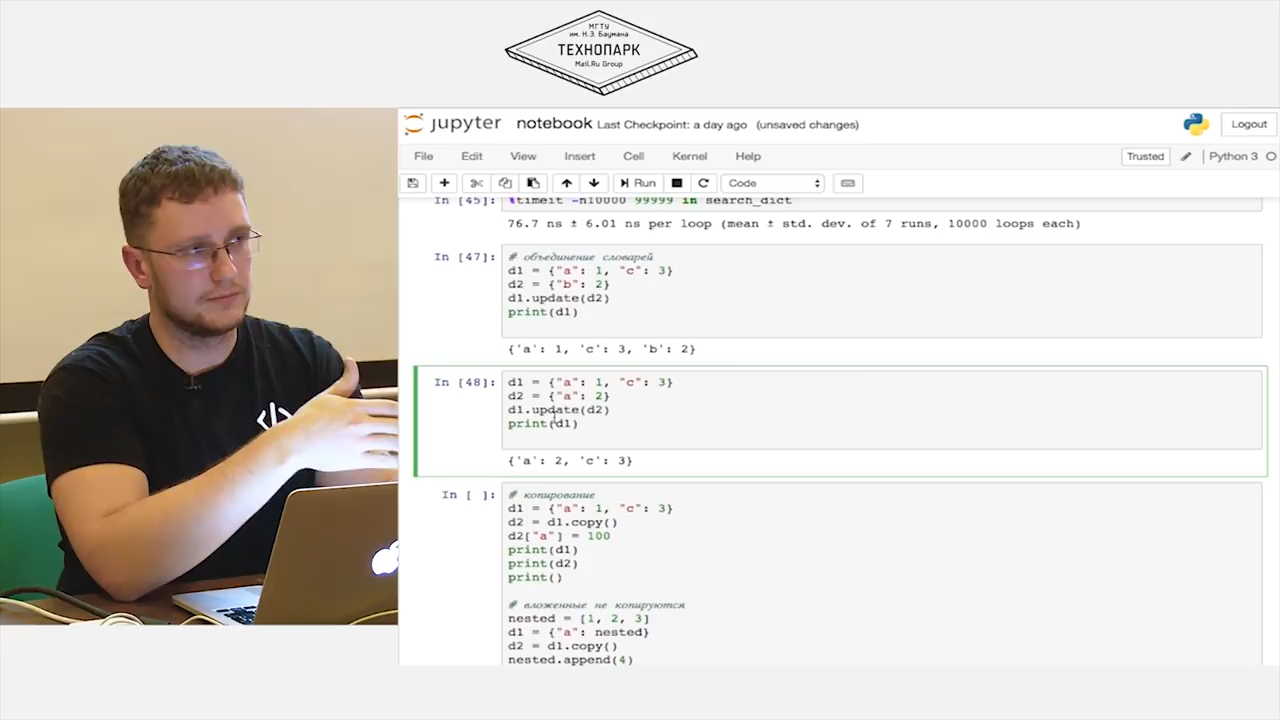 МГТУ
им. Н.Э. Баумана
ТЕХНОПАРК
Mail.Ru Group
jupyter notebook Last Checkpoint: a day ago (unsaved changes)
Logout
File Edit View Insert Cell Kernel Help
Trusted
Python 3
Run
Code
In [45]: %timeit -n10000 99999 in search_dict
76.7 ns ± 6.01 ns per loop (mean ± std. dev. of 7 runs, 10000 loops each)
In [47]: # объединение словарей
d1 = {"a": 1, "c": 3}
d2 = {"b": 2}
d1.update(d2)
print(d1)
{'a': 1, 'c': 3, 'b': 2}
In [48]: d1 = {"a": 1, "c": 3}
d2 = {"a": 2}
d1.update(d2)
print(d1)
{'a': 2, 'c': 3}
In [ ]: # копирование
d1 = {"a": 1, "c": 3}
d2 = d1.copy()
d2["a"] = 100
print(d1)
print(d2)
print()
# вложенные не копируются
nested = [1, 2, 3]
d1 = {"a": nested}
d2 = d1.copy()
nested.append(4)